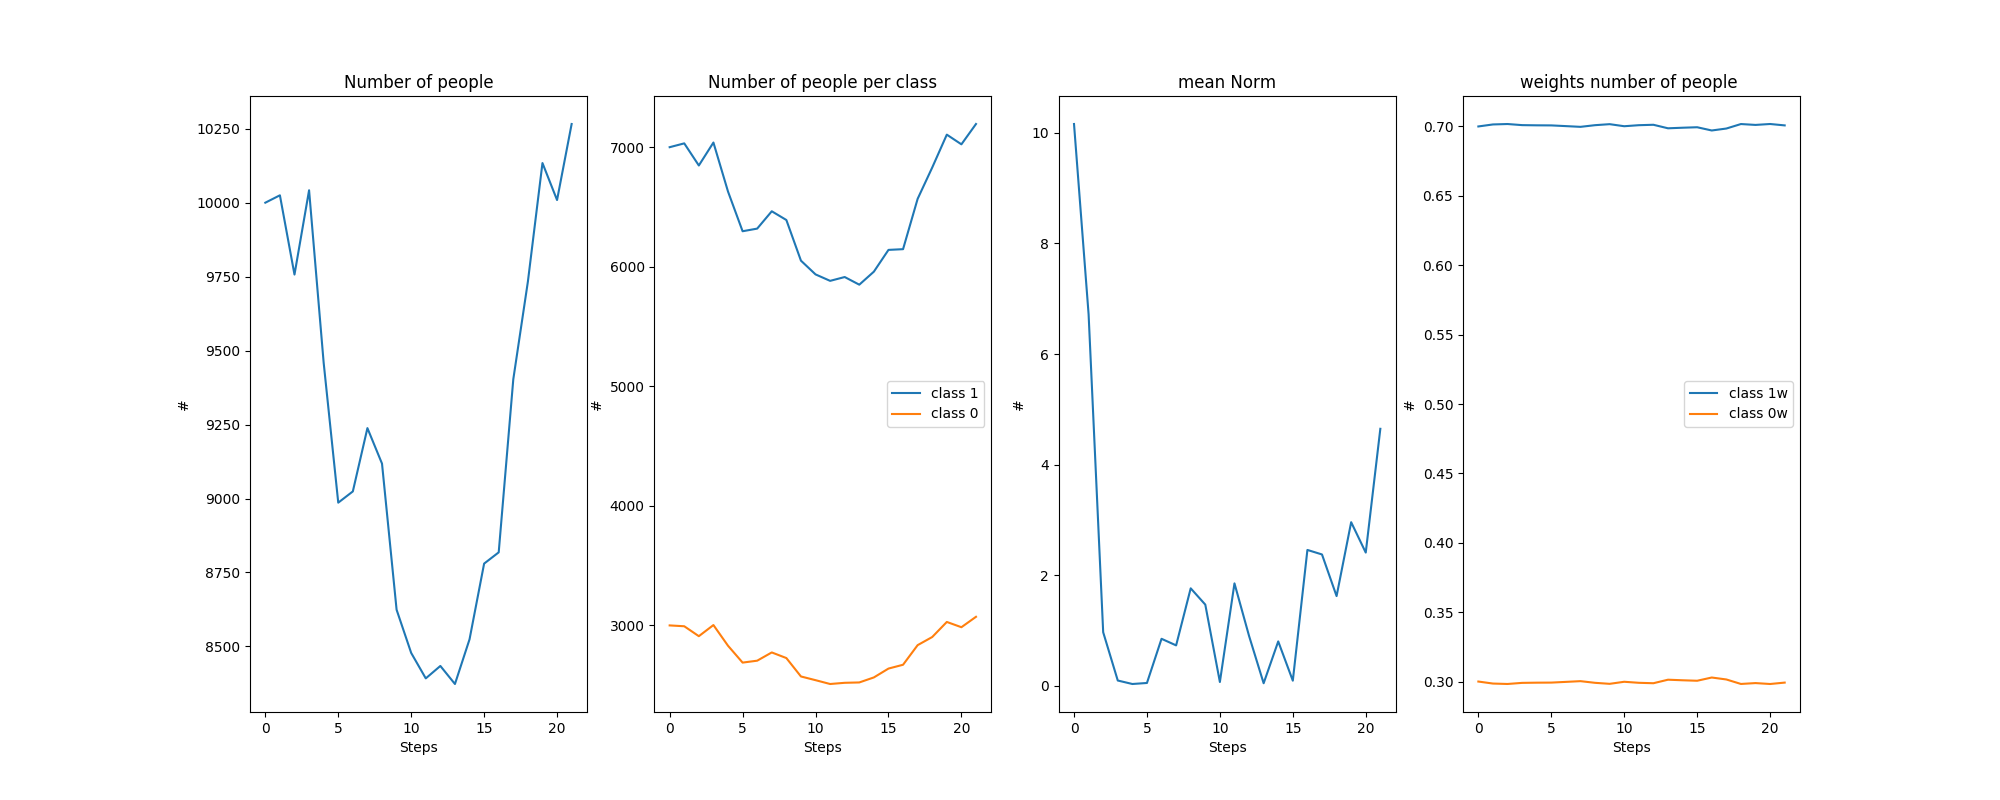 Number of people
10250
10000
9750
9500
9250
9000
8750
8500
#
0 5 10 15 20
Steps
Number of people per class
7000
6000
5000
4000
3000
#
class 1
class 0
0 5 10 15 20
Steps
mean Norm
10
8
6
4
2
0
#
0 5 10 15 20
Steps
weights number of people
0.70
0.65
0.60
0.55
0.50
0.45
0.40
0.35
0.30
#
class 1w
class 0w
0 5 10 15 20
Steps